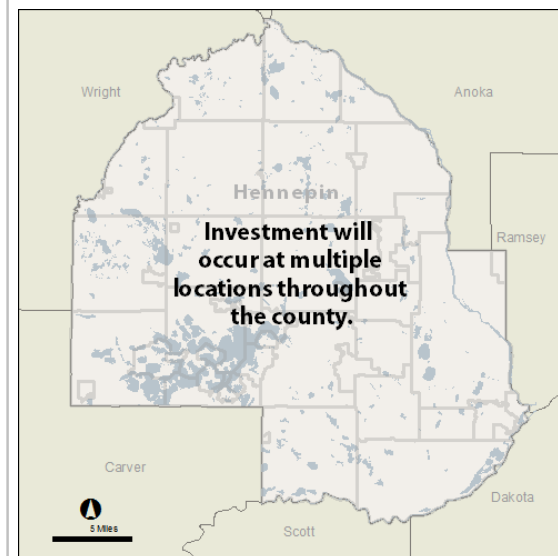 Wright
Anoka
Hennepin
Ramsey
Investment will
occur at multiple
locations throughout
the county.
Carver
Dakota
5 Miles
Scott